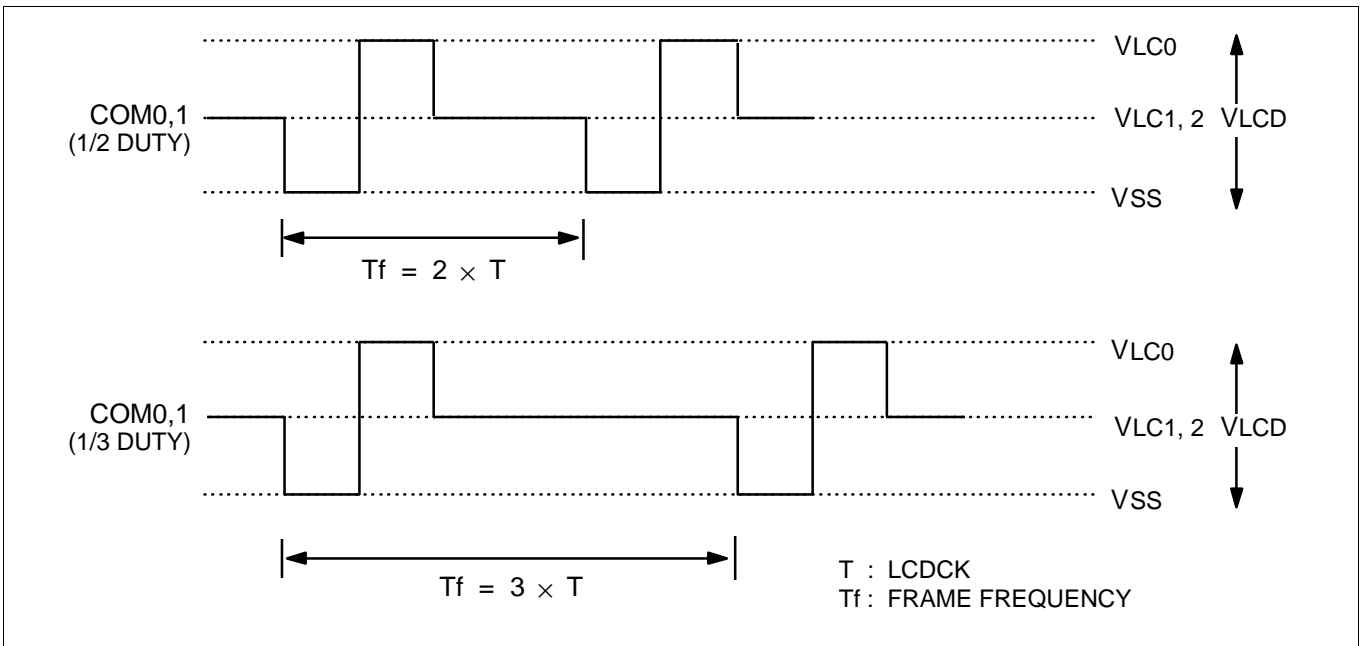 VLC0
COM0,1
(1/2 DUTY)
VLC1, 2 VLCD
VSS
Tf = 2 × T
VLC0
COM0,1
(1/3 DUTY)
VLC1, 2 VLCD
VSS
Tf = 3 × T
T : LCDCK
Tf : FRAME FREQUENCY